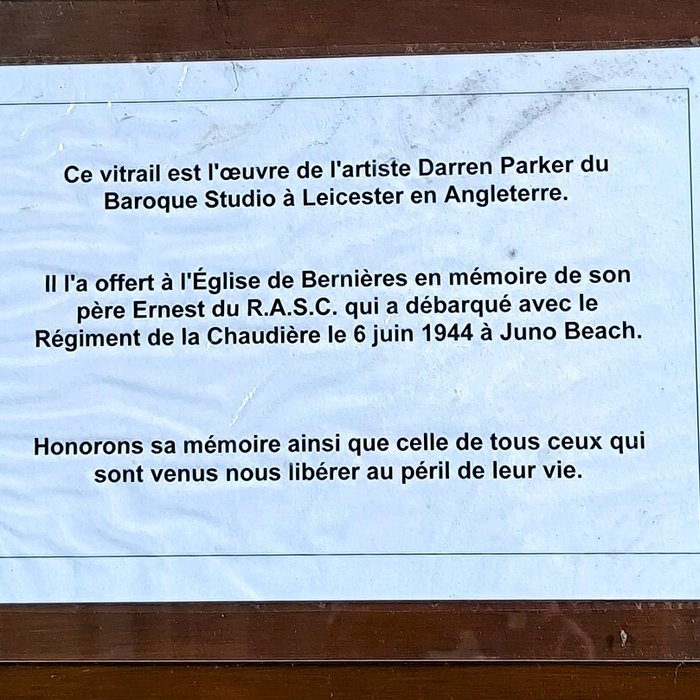 Ce vitrail est l'œuvre de l'artiste Darren Parker du
Baroque Studio à Leicester en Angleterre.
Il l'a offert à l'Église de Bernières en mémoire de son
père Ernest du R.A.S.C. qui a débarqué avec le
Régiment de la Chaudière le 6 juin 1944 à Juno Beach.
Honorons sa mémoire ainsi que celle de tous ceux qui
sont venus nous libérer au péril de leur vie.